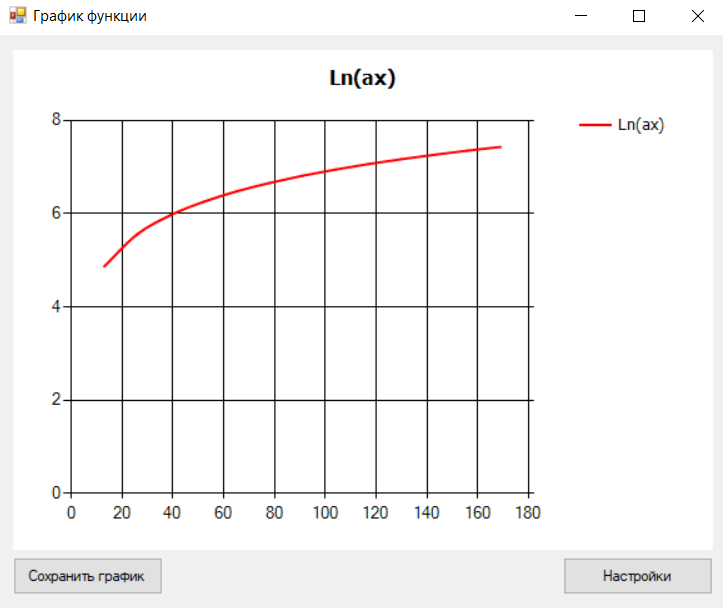 График функции
Ln(ax)
Ln(ax)
8
6
4
2
0
0 20 40 60 80 100 120 140 160 180
Сохранить график
Настройки